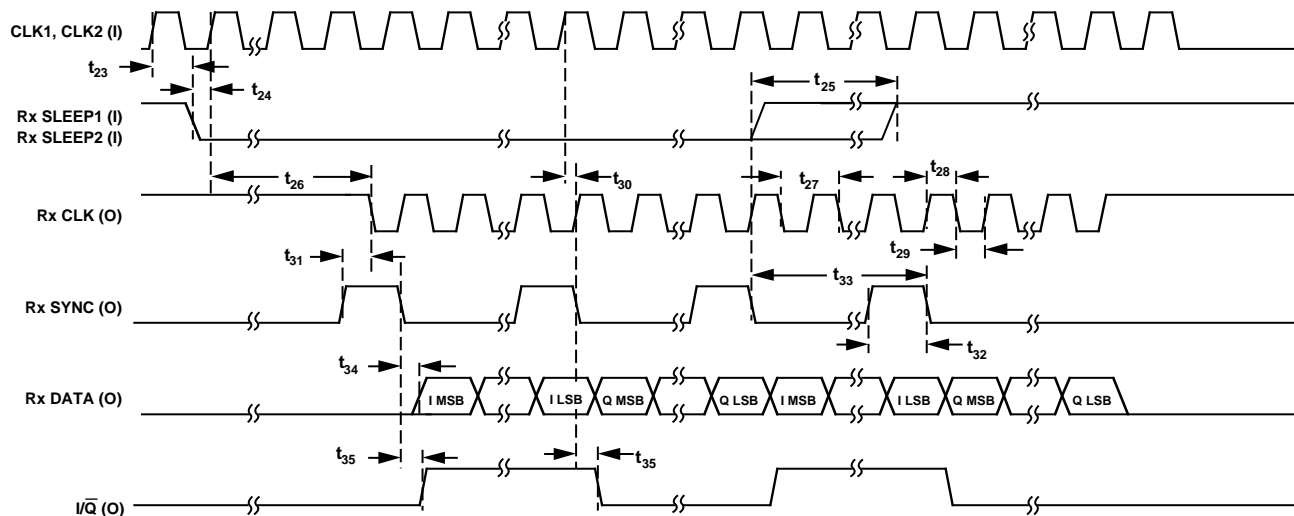 CLK1, CLK2 (I)
t23
t24
t25
Rx SLEEP1 (I)
Rx SLEEP2 (I)
t26
t30
t27
t28
Rx CLK (O)
t31
t29
t33
Rx SYNC (O)
t32
t34
Rx DATA (O)
I MSB
I LSB
Q MSB
Q LSB
I MSB
I LSB
Q MSB
Q LSB
t35
t35
I/Q̅ (O)